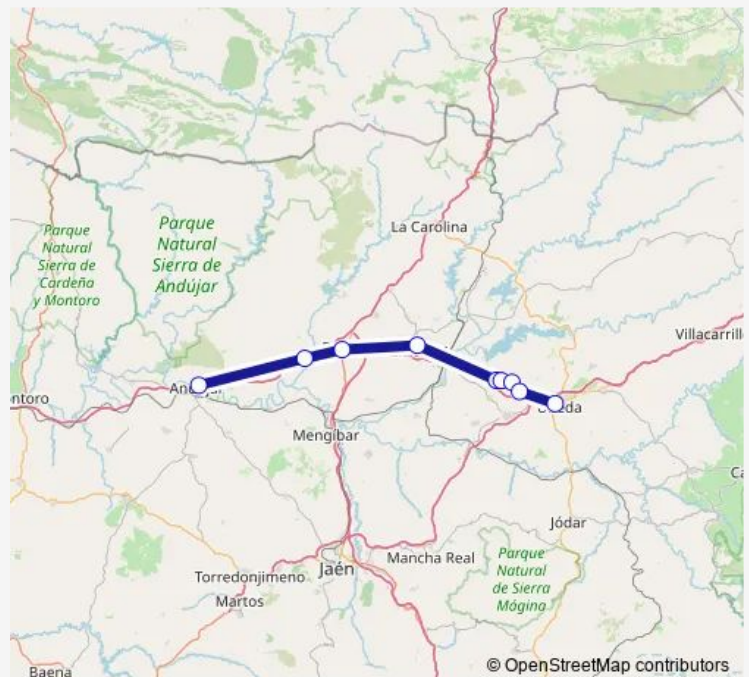 Parque
Natural
Sierra de
Cardeña
y Montoro
Parque
Natural
Sierra de
Andújar
La Carolina
Villacarrill
ontoro
Mengíbar
Jódar
Jaén
Mancha Real
Parque
Natural
de Sierra
Mágina
Torredonjimeno
Martos
Baena
© OpenStreetMap contributors